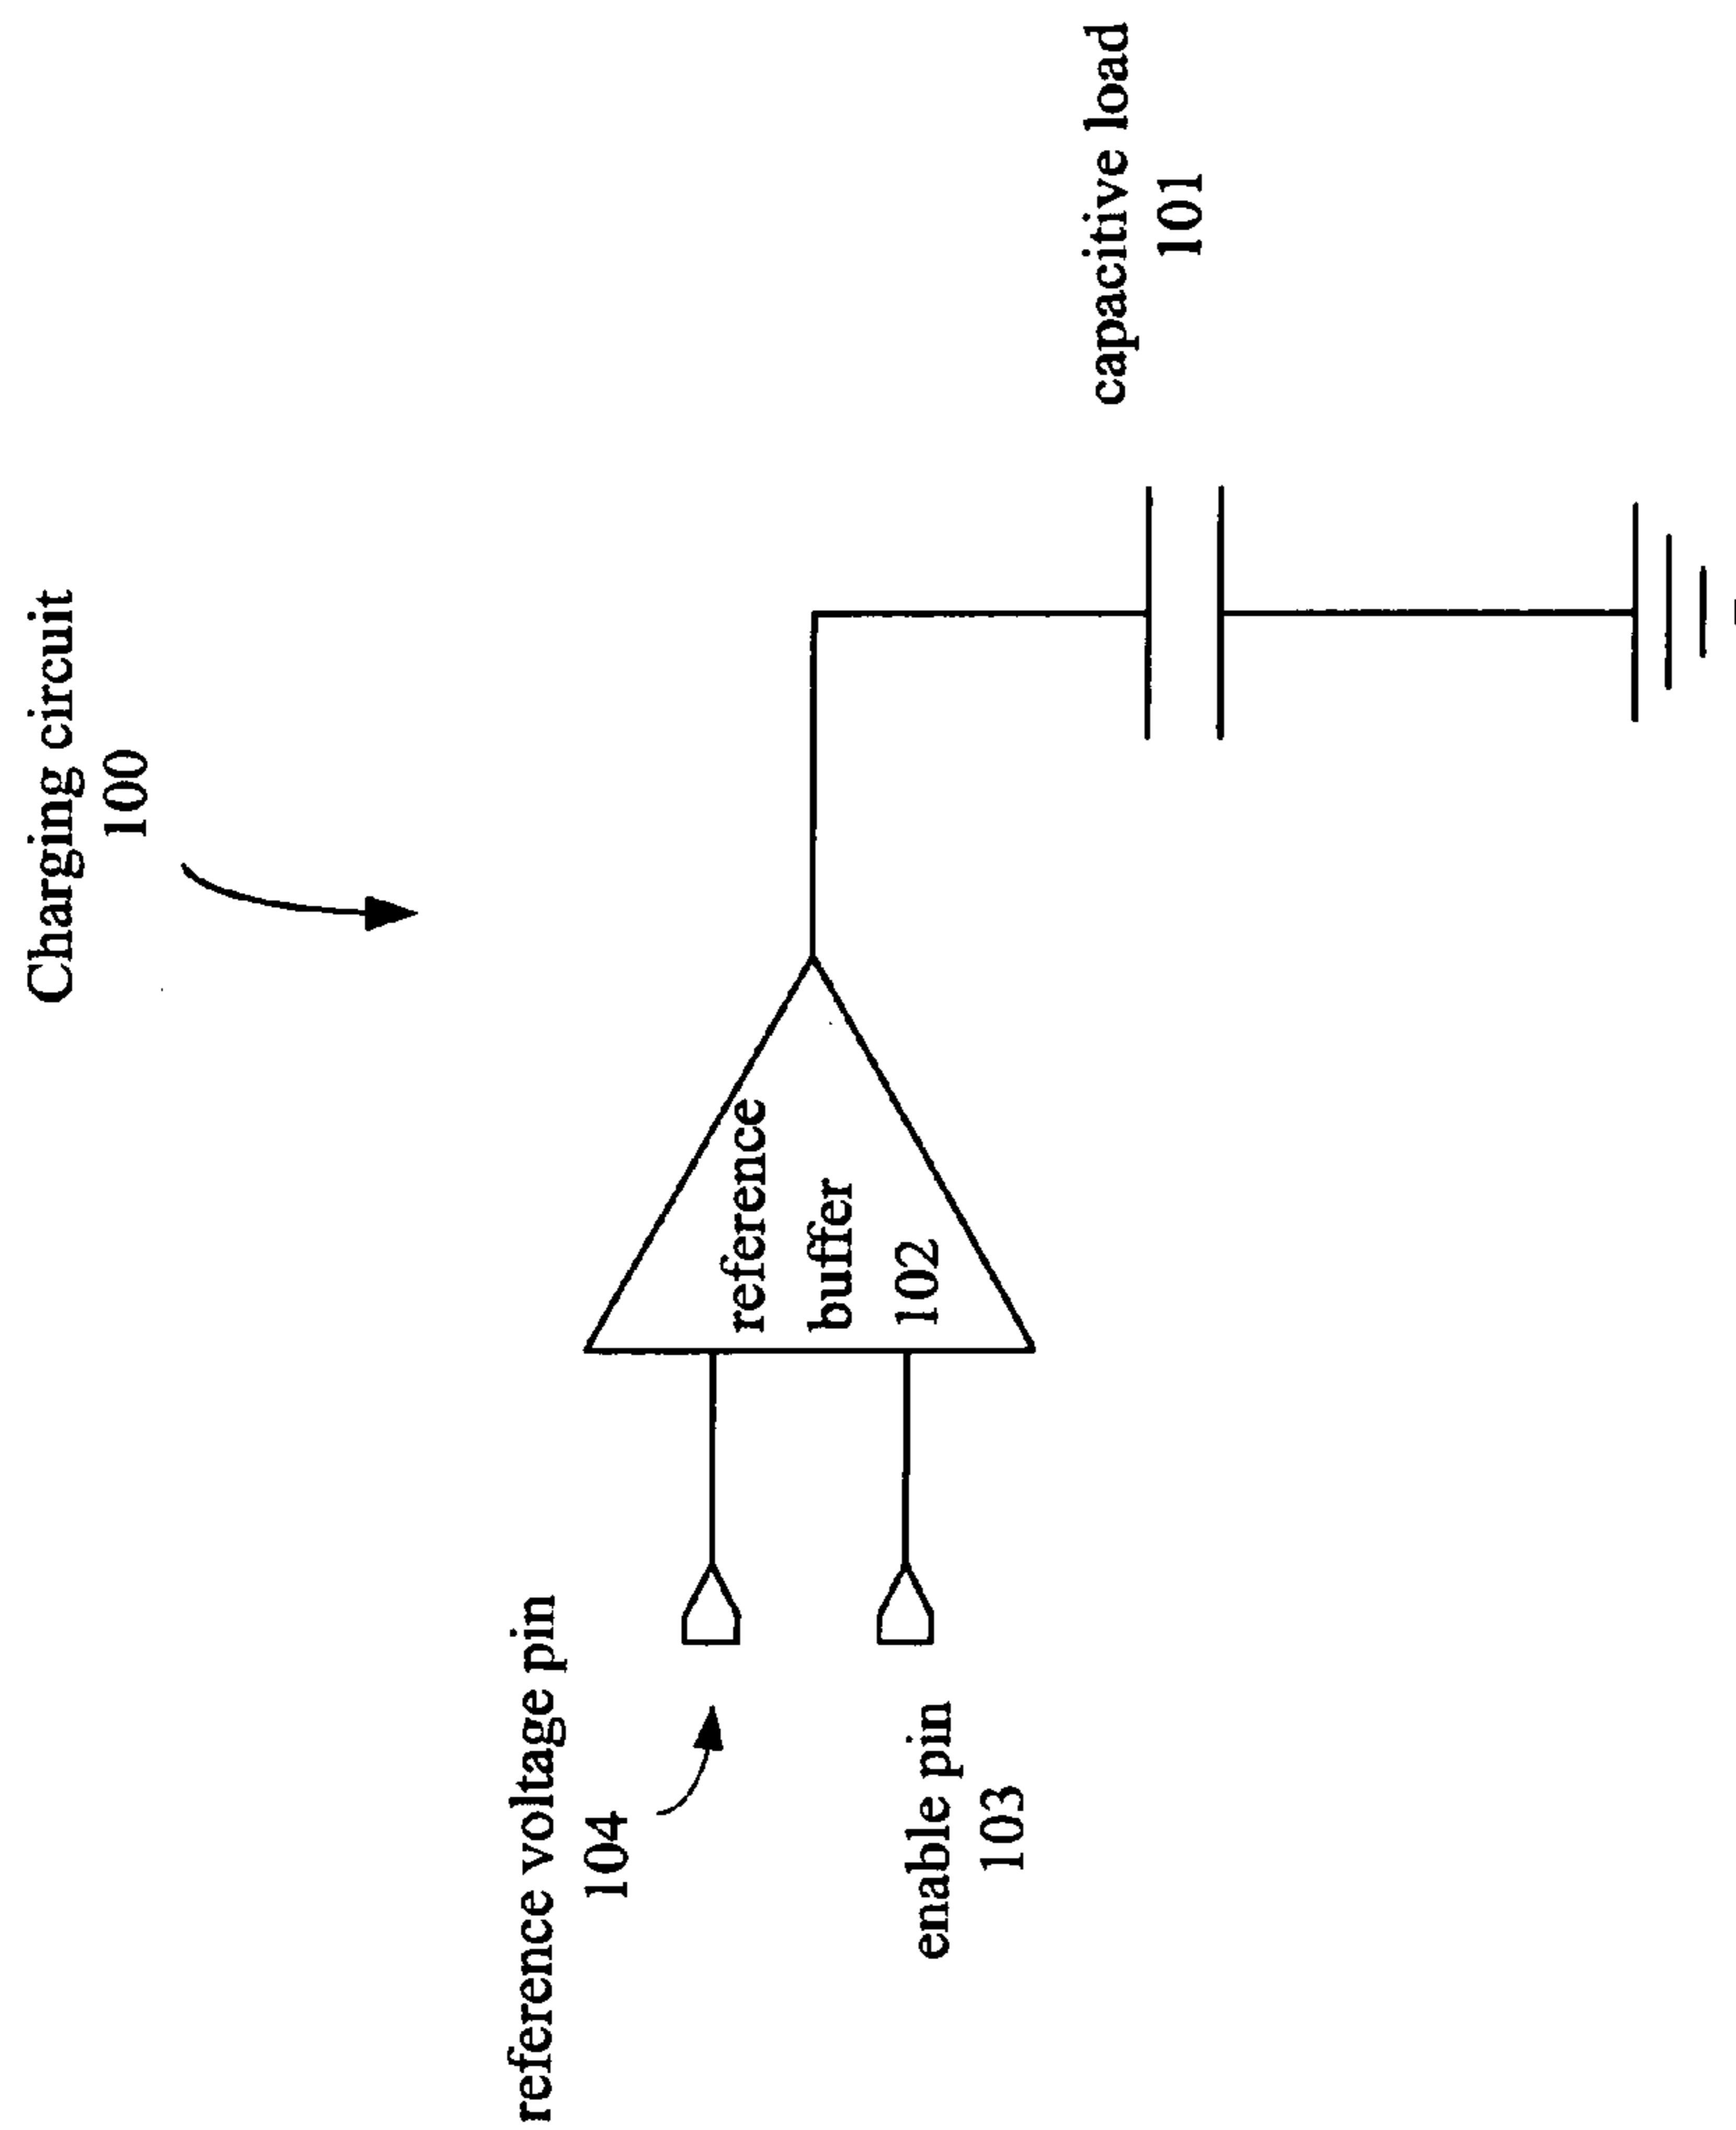 Charging circuit
100
reference voltage pin
104
reference
buffer
102
enable pin
103
capacitive load
101